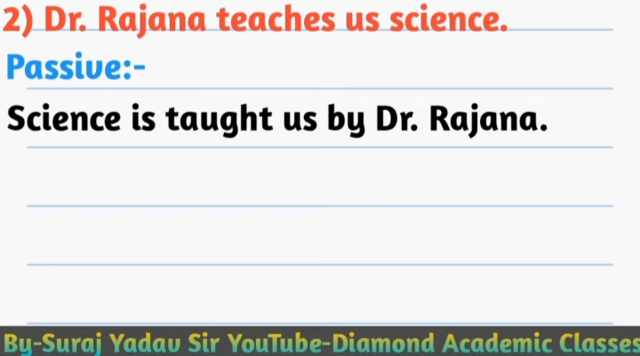 2) Dr. Rajana teaches us science.
Passive:-
Science is taught us by Dr. Rajana.
By-Suraj Yadav Sir YouTube-Diamond Academic Classes